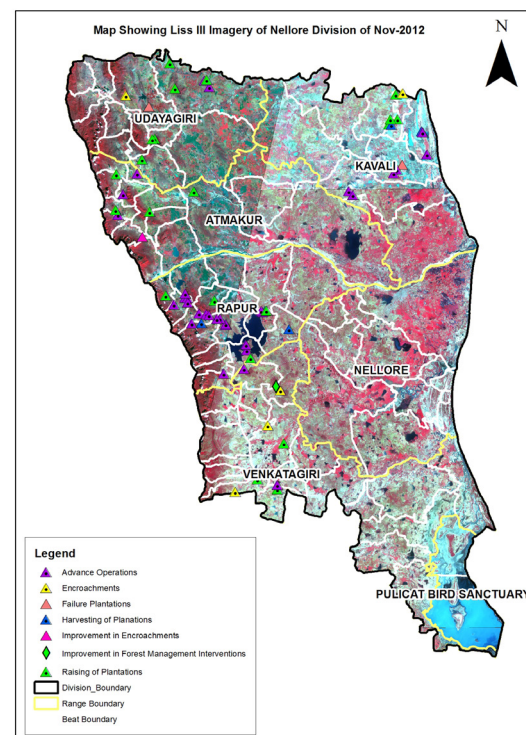 Map Showing Liss III Imagery of Nellore Division of Nov-2012
N
UDAYAGIRI
KAVALI
ATMAKUR
RAPUR
NELLORE
VENKATAGIRI
PULICAT BIRD SANCTUARY
Legend
Advance Operations
Encroachments
Failure Plantations
Harvesting of Planations
Improvement in Encroachments
Improvement in Forest Management Interventions
Raising of Plantations
Division_Boundary
Range Boundary
Beat Boundary